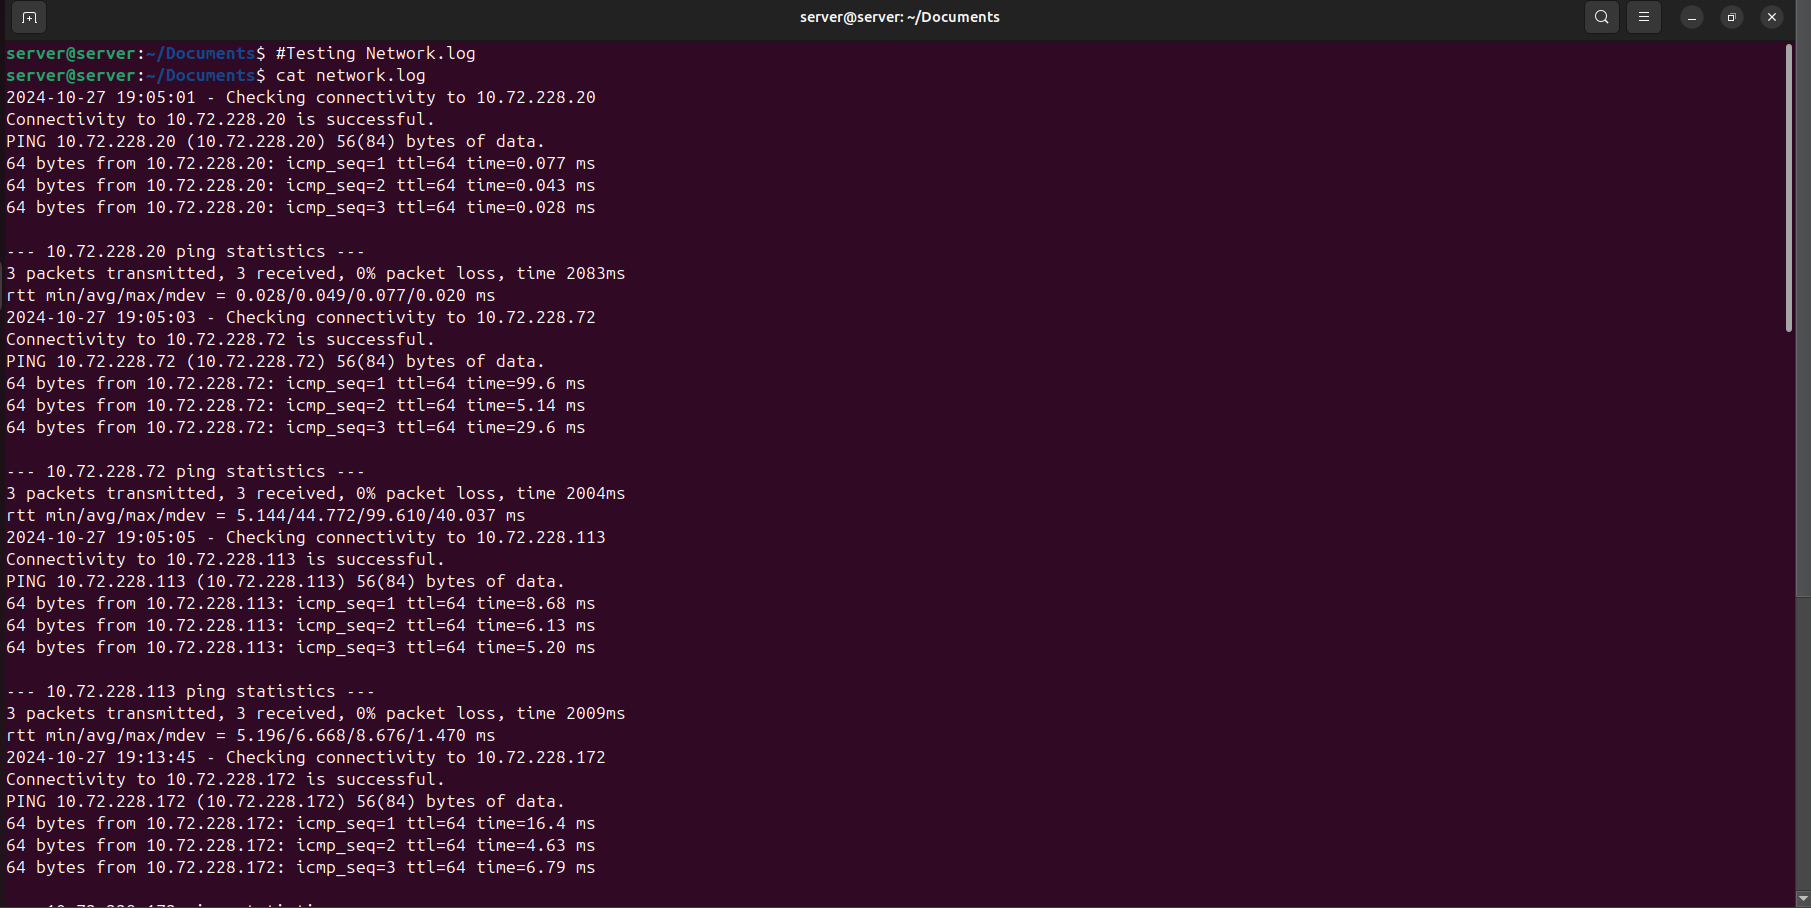 server@server: ~/Documents
server@server:~/Documents$ #Testing Network.log
server@server:~/Documents$ cat network.log
2024-10-27 19:05:01 - Checking connectivity to 10.72.228.20
Connectivity to 10.72.228.20 is successful.
PING 10.72.228.20 (10.72.228.20) 56(84) bytes of data.
64 bytes from 10.72.228.20: icmp_seq=1 ttl=64 time=0.077 ms
64 bytes from 10.72.228.20: icmp_seq=2 ttl=64 time=0.043 ms
64 bytes from 10.72.228.20: icmp_seq=3 ttl=64 time=0.028 ms
--- 10.72.228.20 ping statistics ---
3 packets transmitted, 3 received, 0% packet loss, time 2083ms
rtt min/avg/max/mdev = 0.028/0.049/0.077/0.020 ms
2024-10-27 19:05:03 - Checking connectivity to 10.72.228.72
Connectivity to 10.72.228.72 is successful.
PING 10.72.228.72 (10.72.228.72) 56(84) bytes of data.
64 bytes from 10.72.228.72: icmp_seq=1 ttl=64 time=99.6 ms
64 bytes from 10.72.228.72: icmp_seq=2 ttl=64 time=5.14 ms
64 bytes from 10.72.228.72: icmp_seq=3 ttl=64 time=29.6 ms
--- 10.72.228.72 ping statistics ---
3 packets transmitted, 3 received, 0% packet loss, time 2004ms
rtt min/avg/max/mdev = 5.144/44.772/99.610/40.037 ms
2024-10-27 19:05:05 - Checking connectivity to 10.72.228.113
Connectivity to 10.72.228.113 is successful.
PING 10.72.228.113 (10.72.228.113) 56(84) bytes of data.
64 bytes from 10.72.228.113: icmp_seq=1 ttl=64 time=8.68 ms
64 bytes from 10.72.228.113: icmp_seq=2 ttl=64 time=6.13 ms
64 bytes from 10.72.228.113: icmp_seq=3 ttl=64 time=5.20 ms
--- 10.72.228.113 ping statistics ---
3 packets transmitted, 3 received, 0% packet loss, time 2009ms
rtt min/avg/max/mdev = 5.196/6.668/8.676/1.470 ms
2024-10-27 19:13:45 - Checking connectivity to 10.72.228.172
Connectivity to 10.72.228.172 is successful.
PING 10.72.228.172 (10.72.228.172) 56(84) bytes of data.
64 bytes from 10.72.228.172: icmp_seq=1 ttl=64 time=16.4 ms
64 bytes from 10.72.228.172: icmp_seq=2 ttl=64 time=4.63 ms
64 bytes from 10.72.228.172: icmp_seq=3 ttl=64 time=6.79 ms